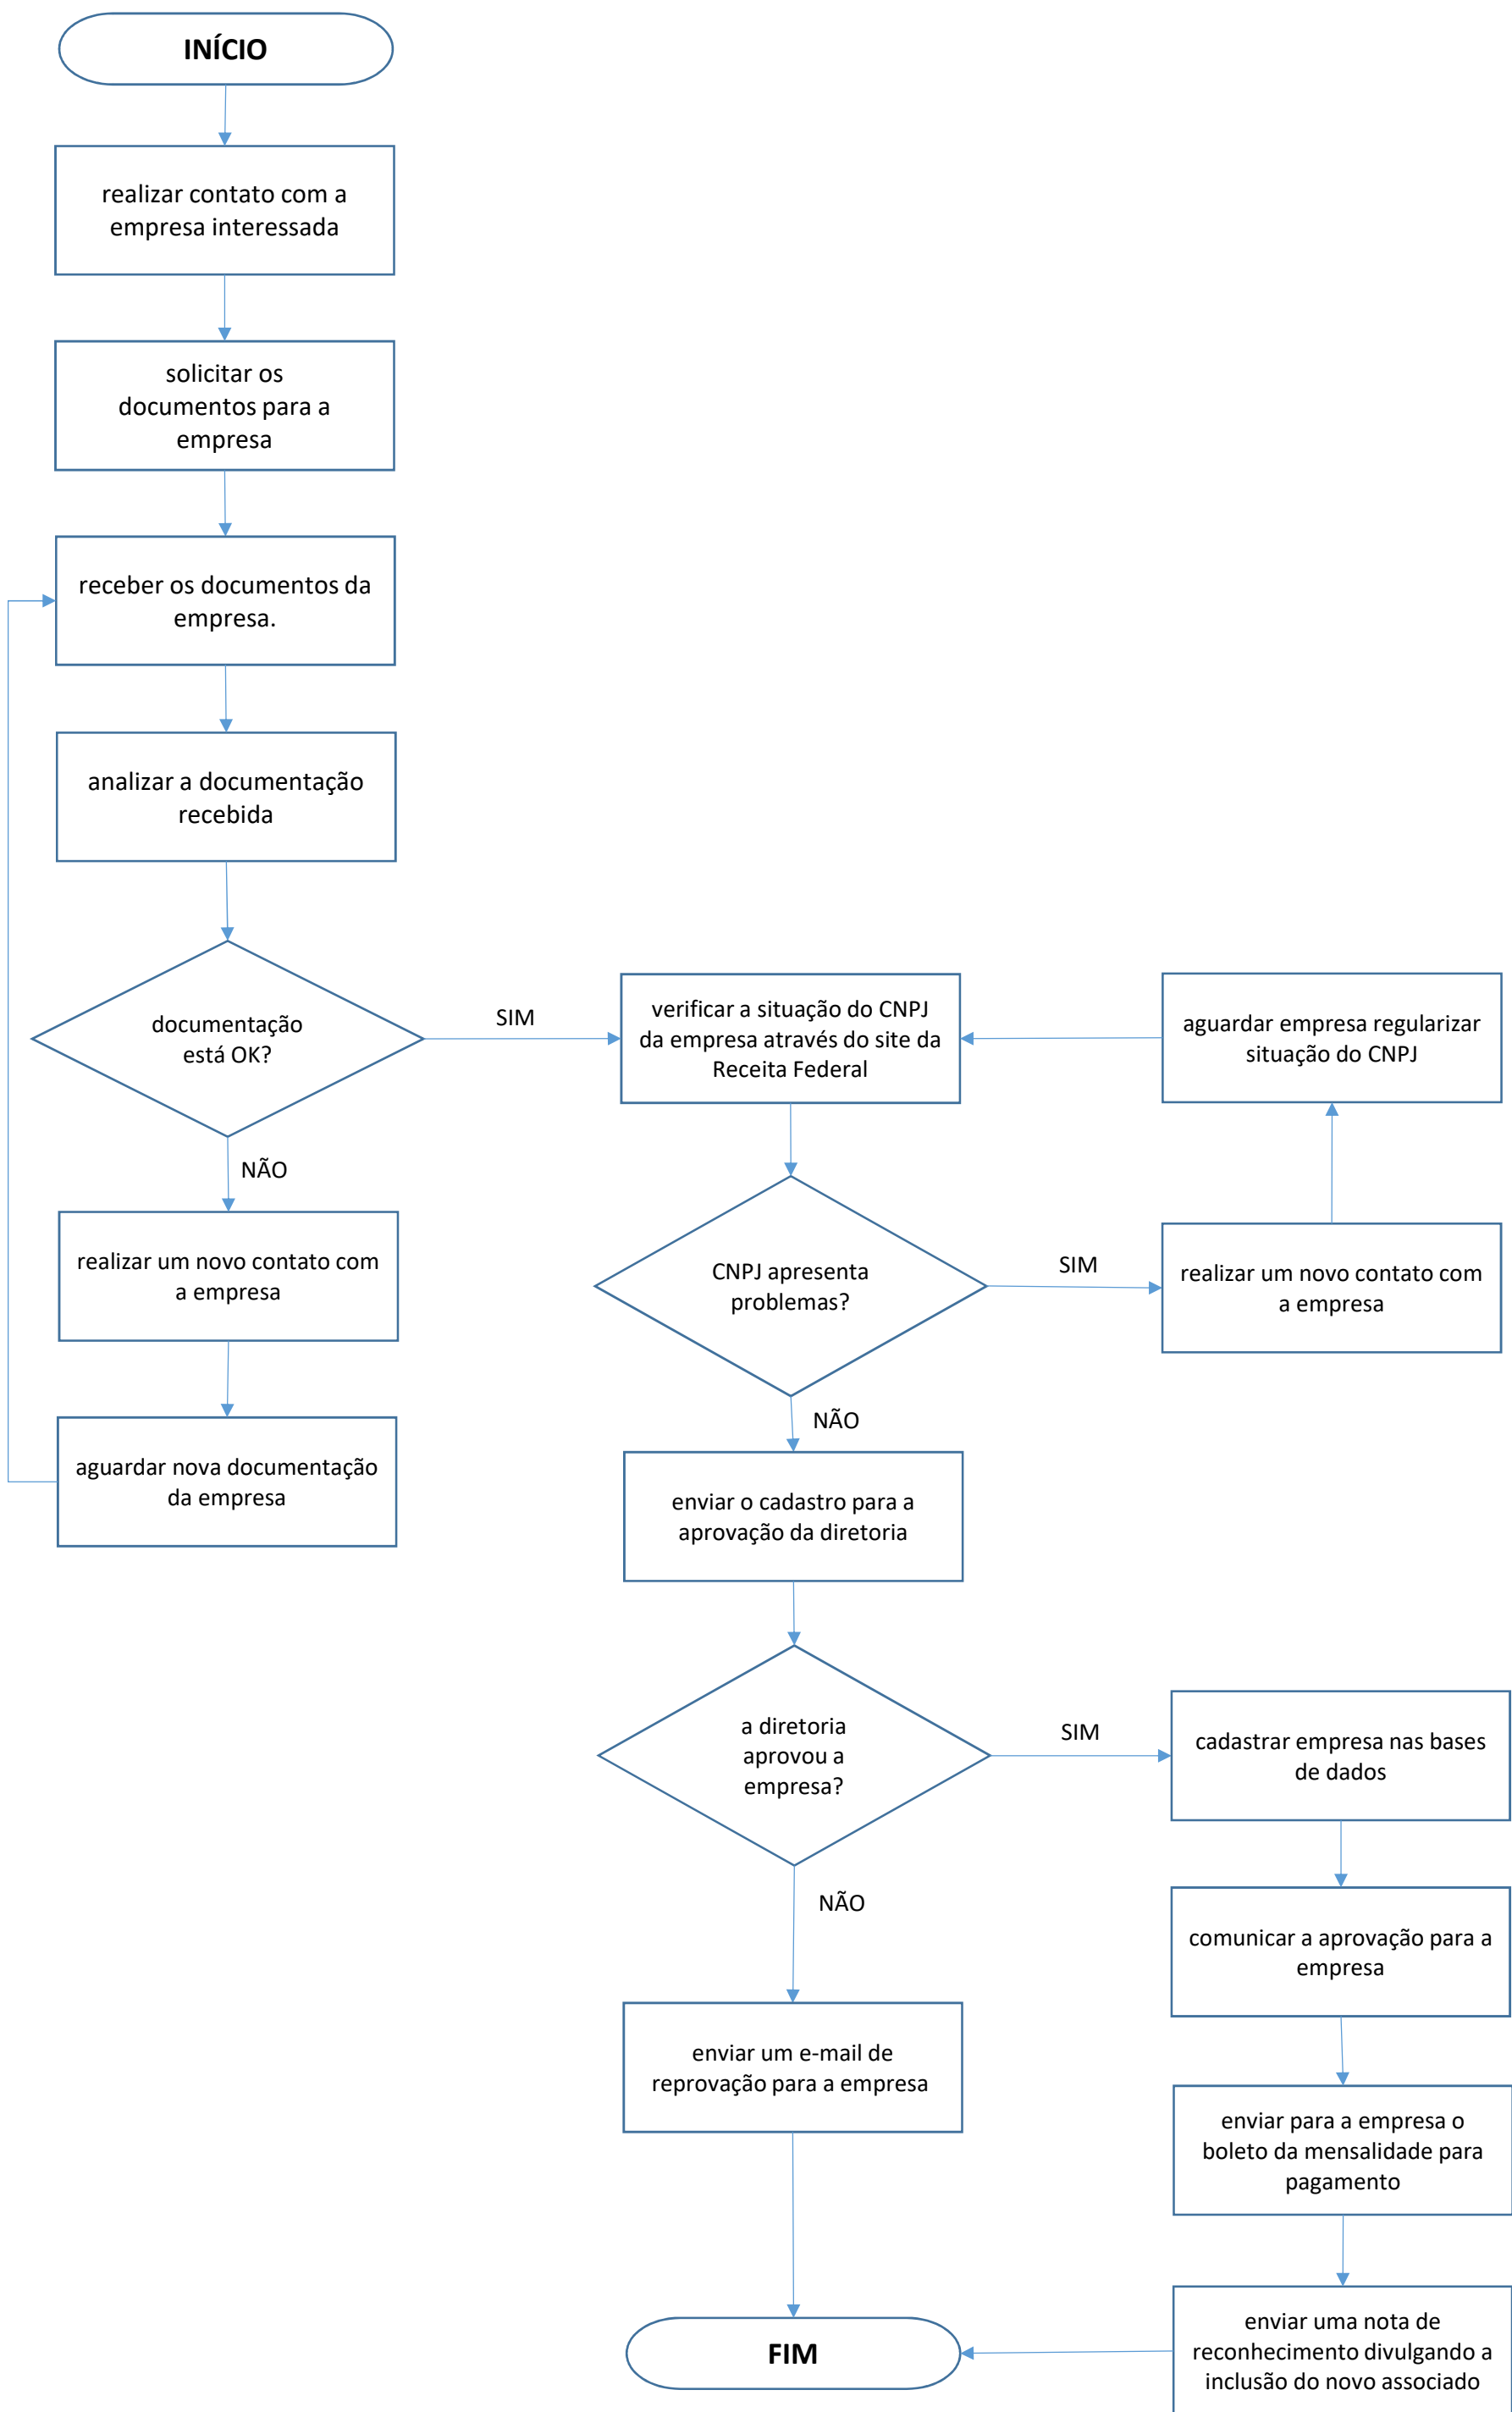 INÍCIO
realizar contato com a
empresa interessada
solicitar os
documentos para a
empresa
receber os documentos da
empresa.
analizar a documentação
recebida
documentação
está OK?
SIM
NÃO
realizar um novo contato com
a empresa
aguardar nova documentação
da empresa
verificar a situação do CNPJ
da empresa através do site da
Receita Federal
aguardar empresa regularizar
situação do CNPJ
CNPJ apresenta
problemas?
SIM
realizar um novo contato com
a empresa
NÃO
enviar o cadastro para a
aprovação da diretoria
a diretoria
aprovou a
empresa?
SIM
cadastrar empresa nas bases
de dados
NÃO
comunicar a aprovação para a
empresa
enviar um e-mail de
reprovação para a empresa
enviar para a empresa o
boleto da mensalidade para
pagamento
enviar uma nota de
reconhecimento divulgando a
inclusão do novo associado
FIM